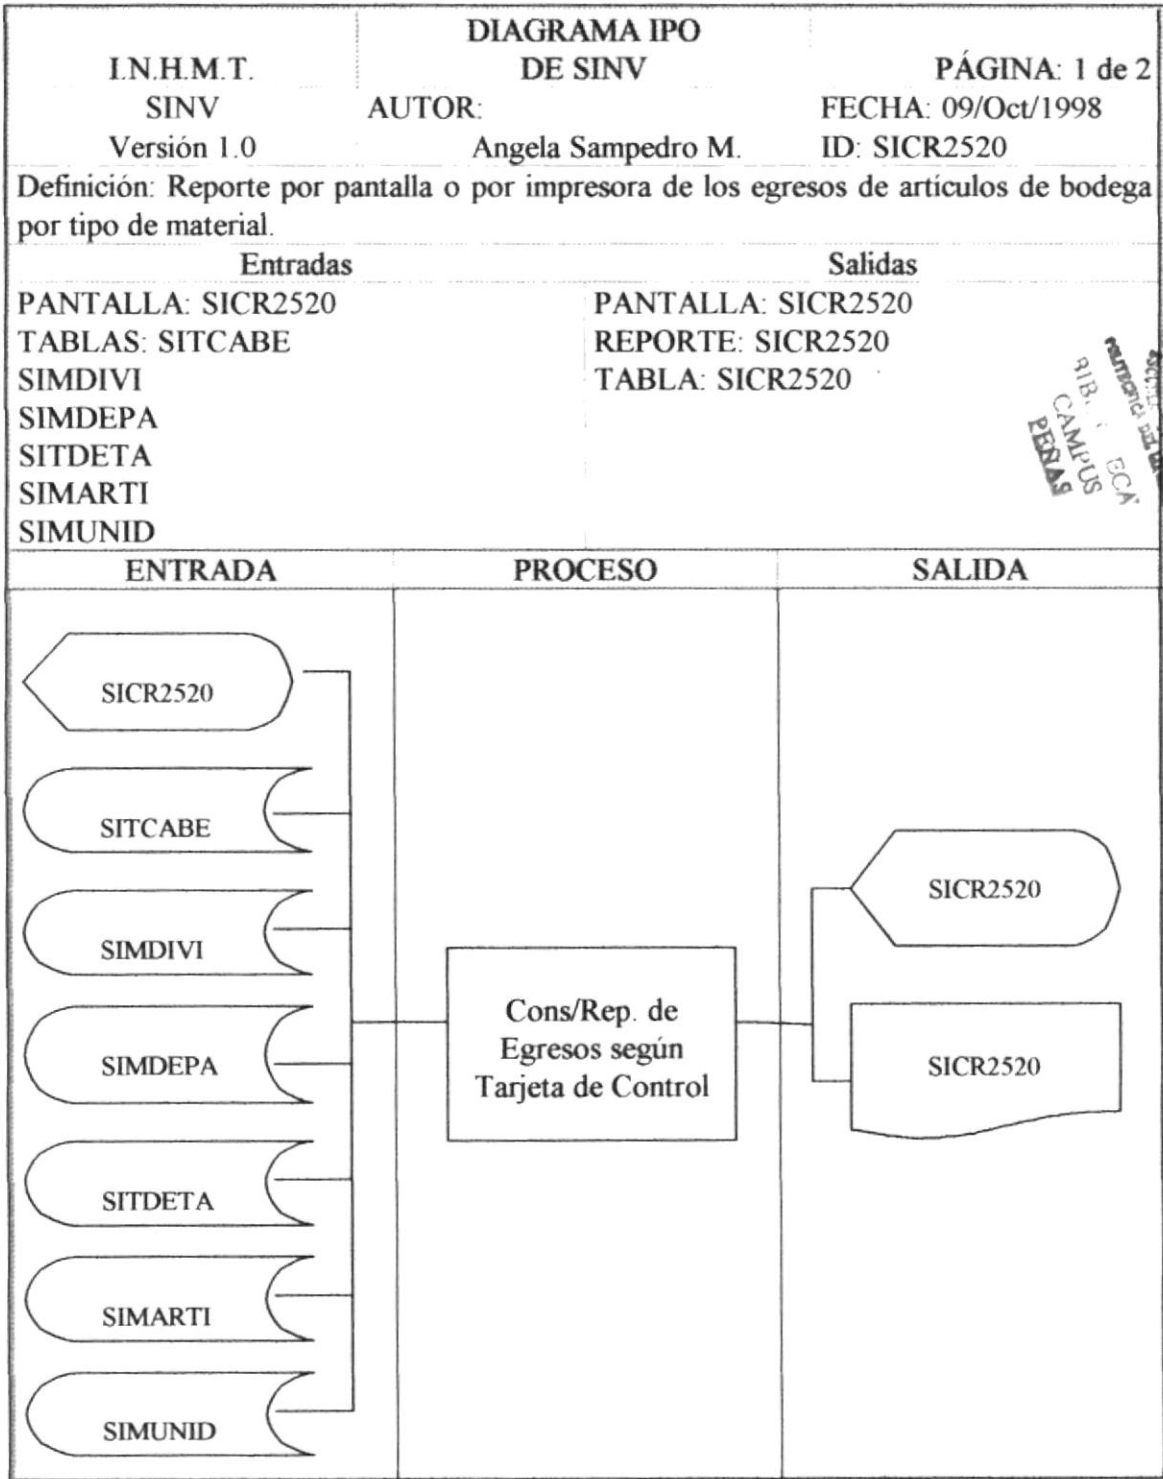 DIAGRAMA IPO
I.N.H.M.T. DE SINV PÁGINA: 1 de 2
SINV AUTOR: FECHA: 09/Oct/1998
Versión 1.0 Angela Sampedro M. ID: SICR2520
Definición: Reporte por pantalla o por impresora de los egresos de artículos de bodega
por tipo de material.
Entradas Salidas
PANTALLA: SICR2520 PANTALLA: SICR2520
TABLAS: SITCABE REPORTE: SICR2520
SIMDIVI TABLA: SICR2520
SIMDEPA
SITDETA
SIMARTI
SIMUNID
CAMPUS
PEÑAS
ENTRADA PROCESO SALIDA
SICR2520
SITCABE
SIMDIVI
SIMDEPA
SITDETA
SIMARTI
SIMUNID
Cons/Rep. de
Egresos según
Tarjeta de Control
SICR2520
SICR2520